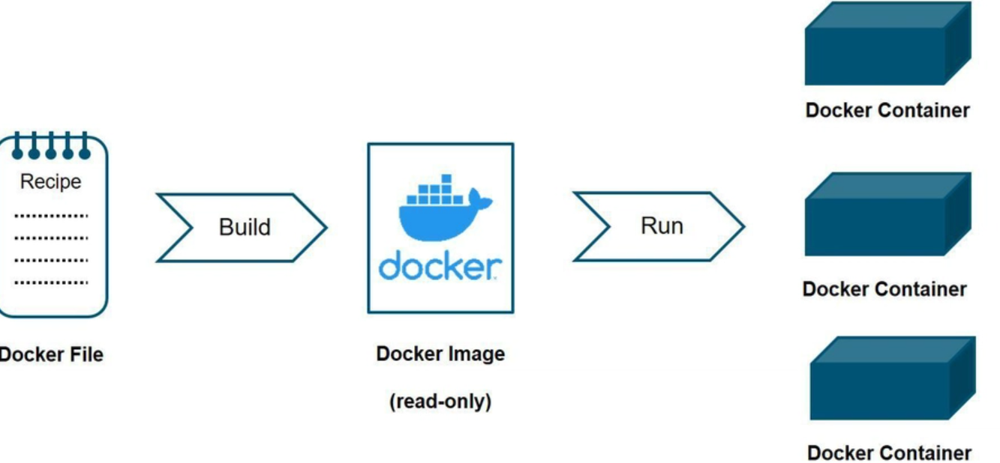 Recipe
Docker File
Build
docker
Docker Image
(read-only)
Run
Docker Container
Docker Container
Docker Container